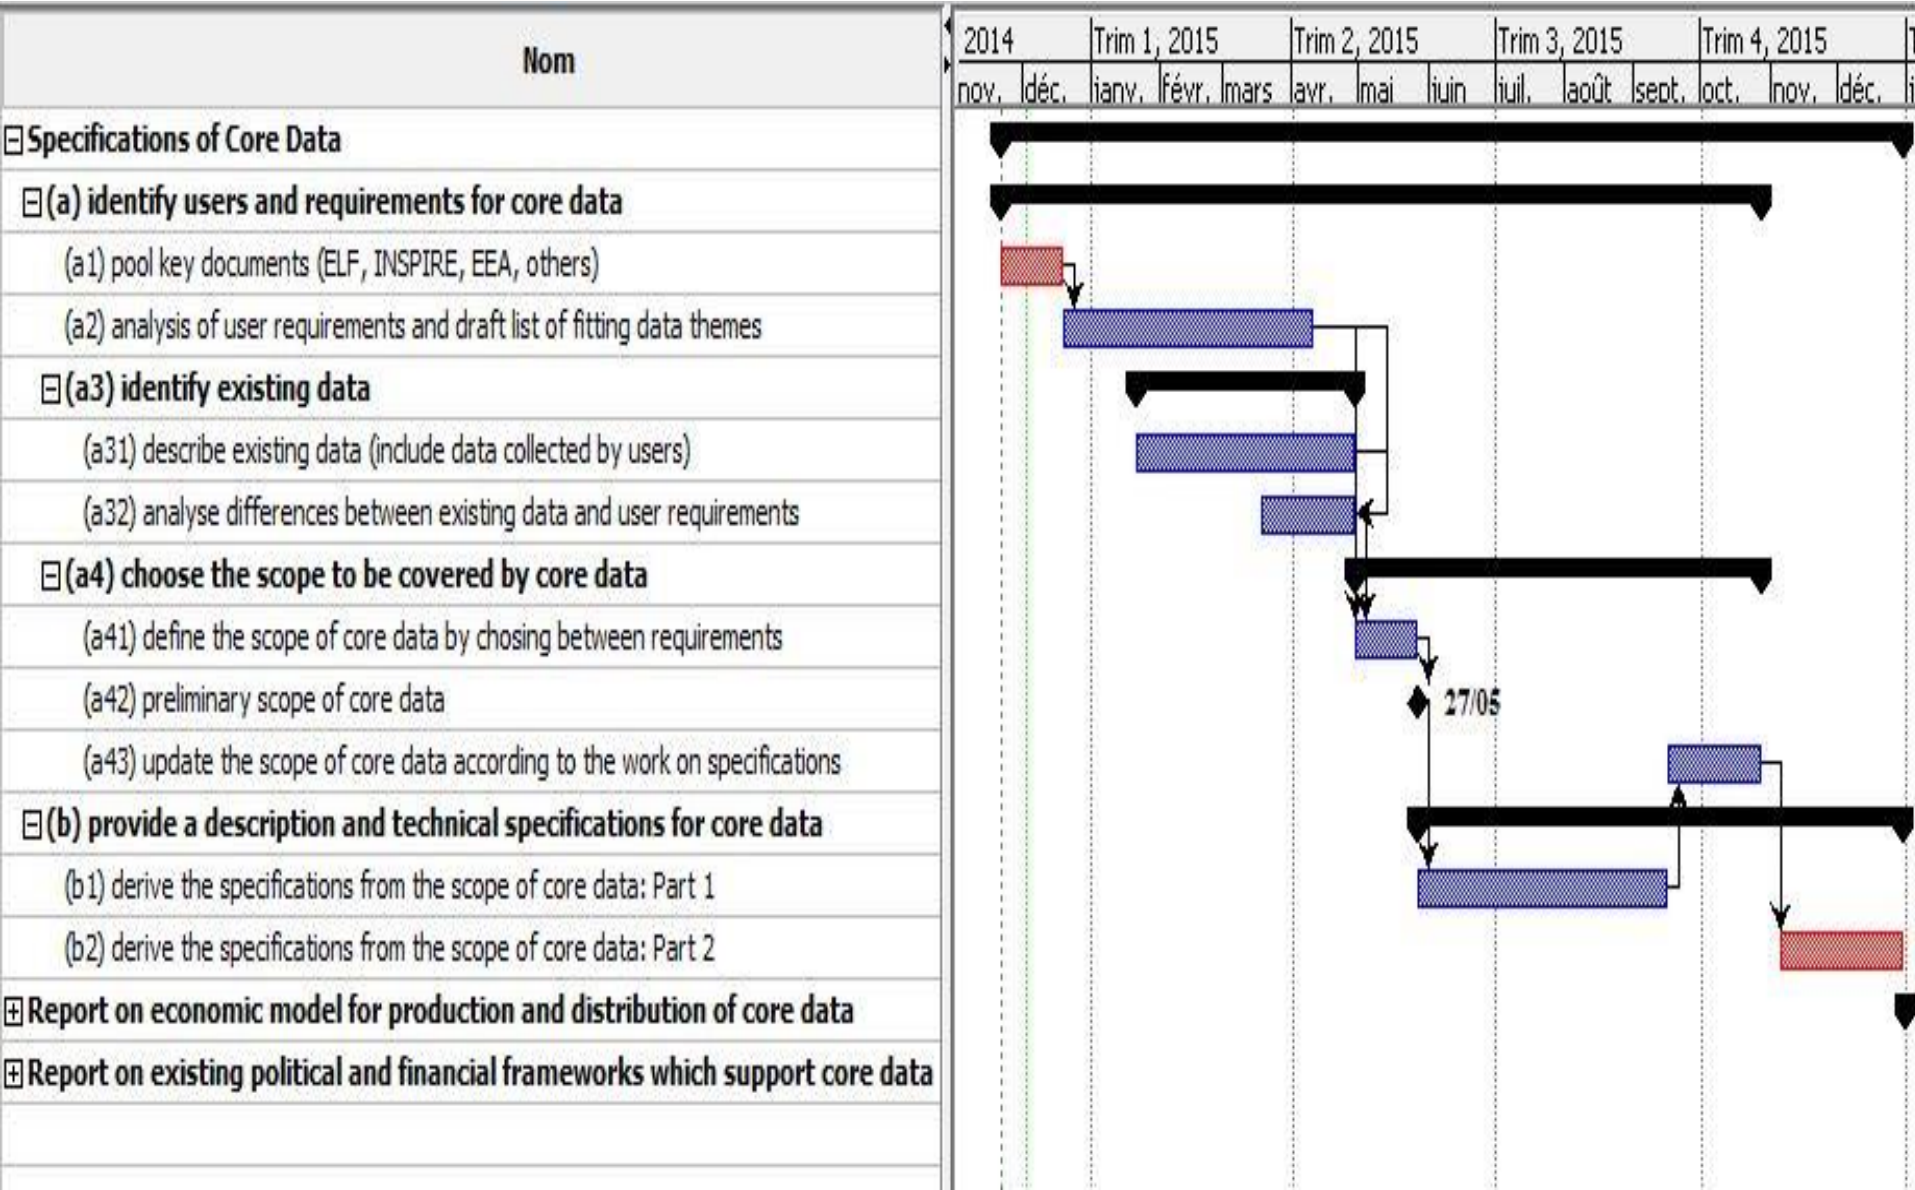 Nom
2014 Trim 1, 2015 Trim 2, 2015 Trim 3, 2015 Trim 4, 2015
nov. déc. janv. févr. mars avr. mai juin juil. août sept. oct. nov. déc.
Specifications of Core Data
(a) identify users and requirements for core data
(a1) pool key documents (ELF, INSPIRE, EEA, others)
(a2) analysis of user requirements and draft list of fitting data themes
(a3) identify existing data
(a31) describe existing data (include data collected by users)
(a32) analyse differences between existing data and user requirements
(a4) choose the scope to be covered by core data
(a41) define the scope of core data by chosing between requirements
(a42) preliminary scope of core data 27/05
(a43) update the scope of core data according to the work on specifications
(b) provide a description and technical specifications for core data
(b1) derive the specifications from the scope of core data: Part 1
(b2) derive the specifications from the scope of core data: Part 2
Report on economic model for production and distribution of core data
Report on existing political and financial frameworks which support core data